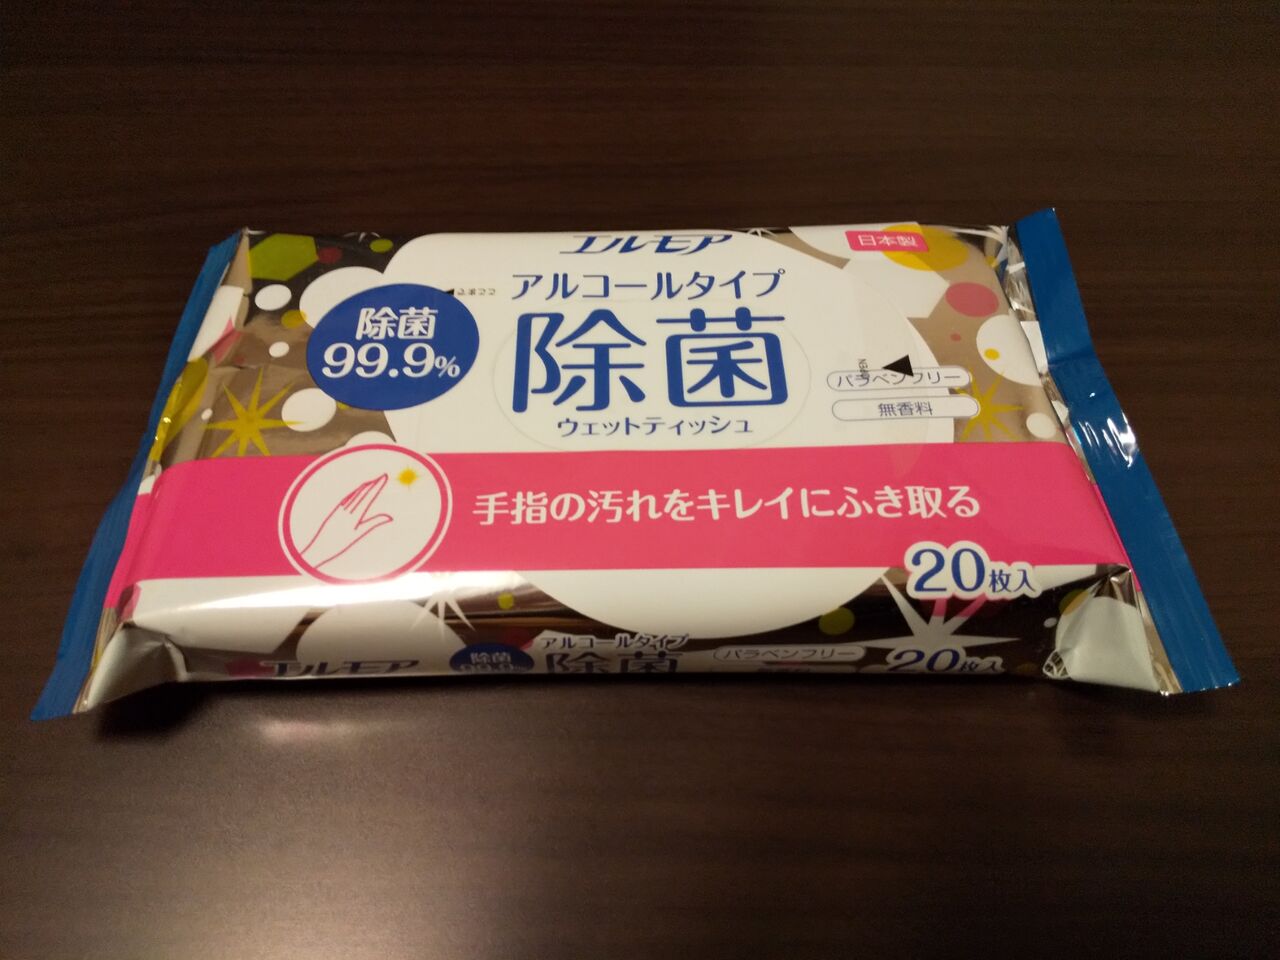 エルモア
日本製
アルコールタイプ
除菌
99.9%
除菌
ウェットティッシュ
OPEN
パラベンフリー
無香料
手指の汚れをキレイにふき取る
20枚入
エルモア
除菌
99.9%
アルコールタイプ
除菌
パラベンフリー
20枚入